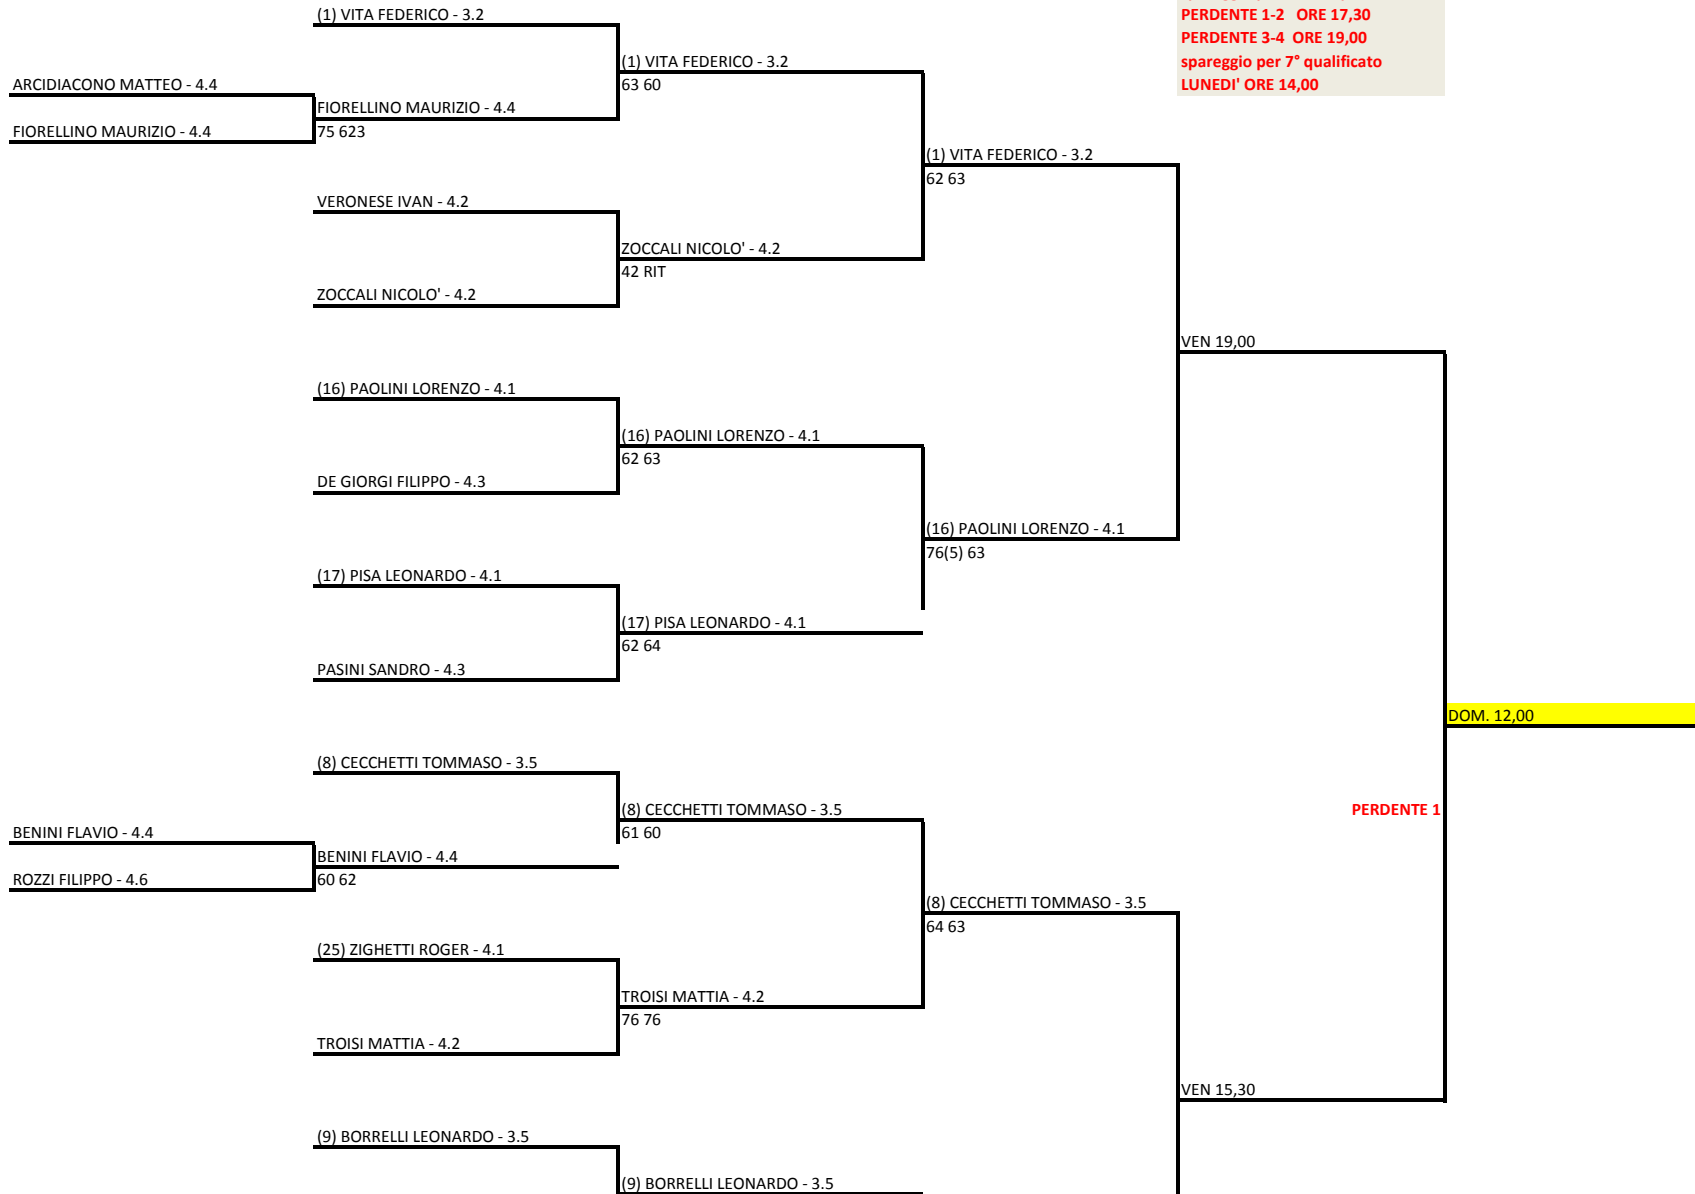 (1) VITA FEDERICO - 3.2
PERDENTE 1-2 ORE 17,30
PERDENTE 3-4 ORE 19,00
spareggio per 7° qualificato
LUNEDI' ORE 14,00
(1) VITA FEDERICO - 3.2
63 60
ARCIDIACONO MATTEO - 4.4
FIORELLINO MAURIZIO - 4.4
75 623
FIORELLINO MAURIZIO - 4.4
(1) VITA FEDERICO - 3.2
62 63
VERONESE IVAN - 4.2
ZOCCALI NICOLO' - 4.2
42 RIT
ZOCCALI NICOLO' - 4.2
VEN 19,00
(16) PAOLINI LORENZO - 4.1
(16) PAOLINI LORENZO - 4.1
62 63
DE GIORGI FILIPPO - 4.3
(16) PAOLINI LORENZO - 4.1
76(5) 63
(17) PISA LEONARDO - 4.1
(17) PISA LEONARDO - 4.1
62 64
PASINI SANDRO - 4.3
DOM. 12,00
(8) CECCHETTI TOMMASO - 3.5
(8) CECCHETTI TOMMASO - 3.5
61 60
PERDENTE 1
BENINI FLAVIO - 4.4
BENINI FLAVIO - 4.4
60 62
ROZZI FILIPPO - 4.6
(8) CECCHETTI TOMMASO - 3.5
64 63
(25) ZIGHETTI ROGER - 4.1
TROISI MATTIA - 4.2
76 76
TROISI MATTIA - 4.2
VEN 15,30
(9) BORRELLI LEONARDO - 3.5
(9) BORRELLI LEONARDO - 3.5